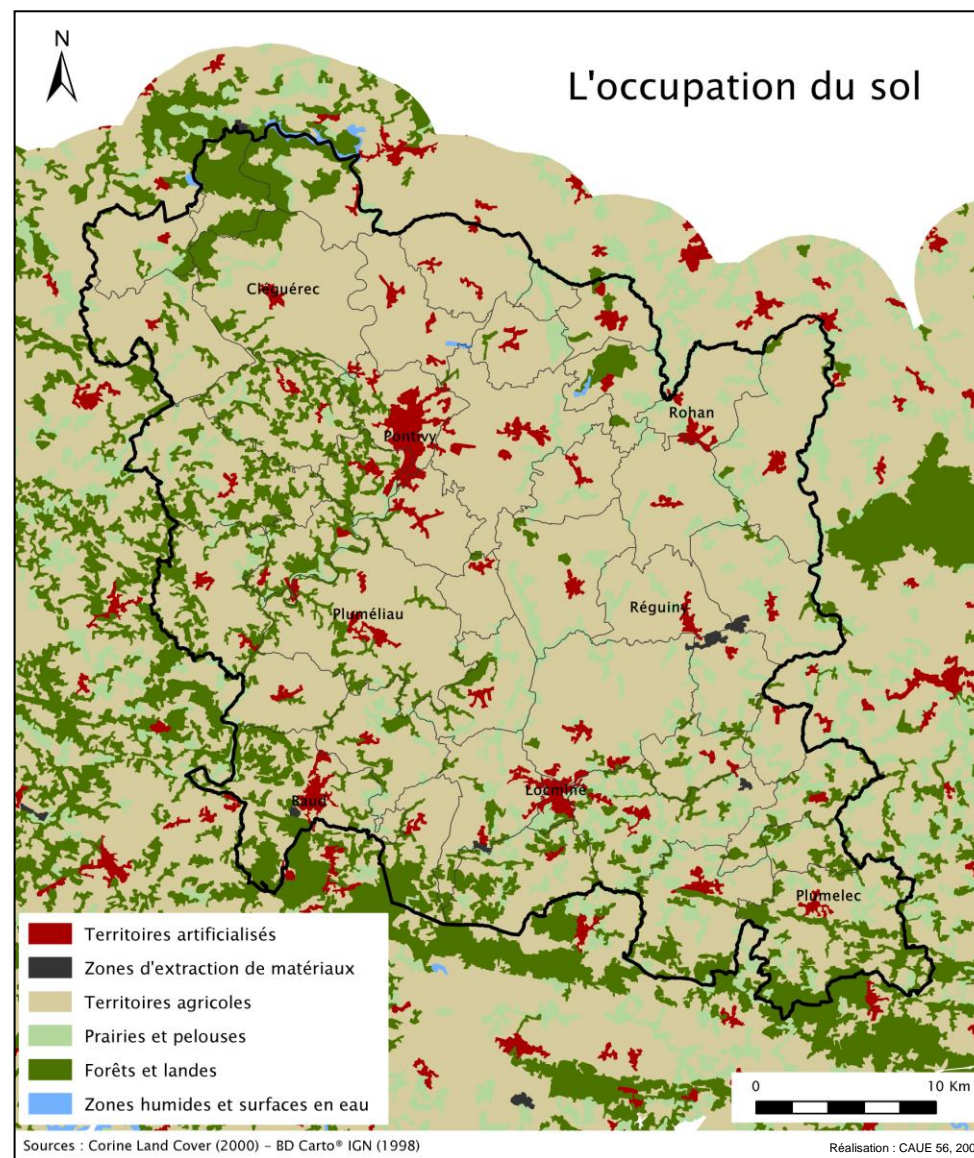 N
L'occupation du sol
Cléguérec
Pontivy
Rohan
Pluméliau
Réguiny
Baud
Locminé
Plumelec
Territoires artificialisés
Zones d'extraction de matériaux
Territoires agricoles
Prairies et pelouses
Forêts et landes
Zones humides et surfaces en eau
0 10 Km
Sources : Corine Land Cover (2000) – BD Carto® IGN (1998)
Réalisation : CAUE 56, 200